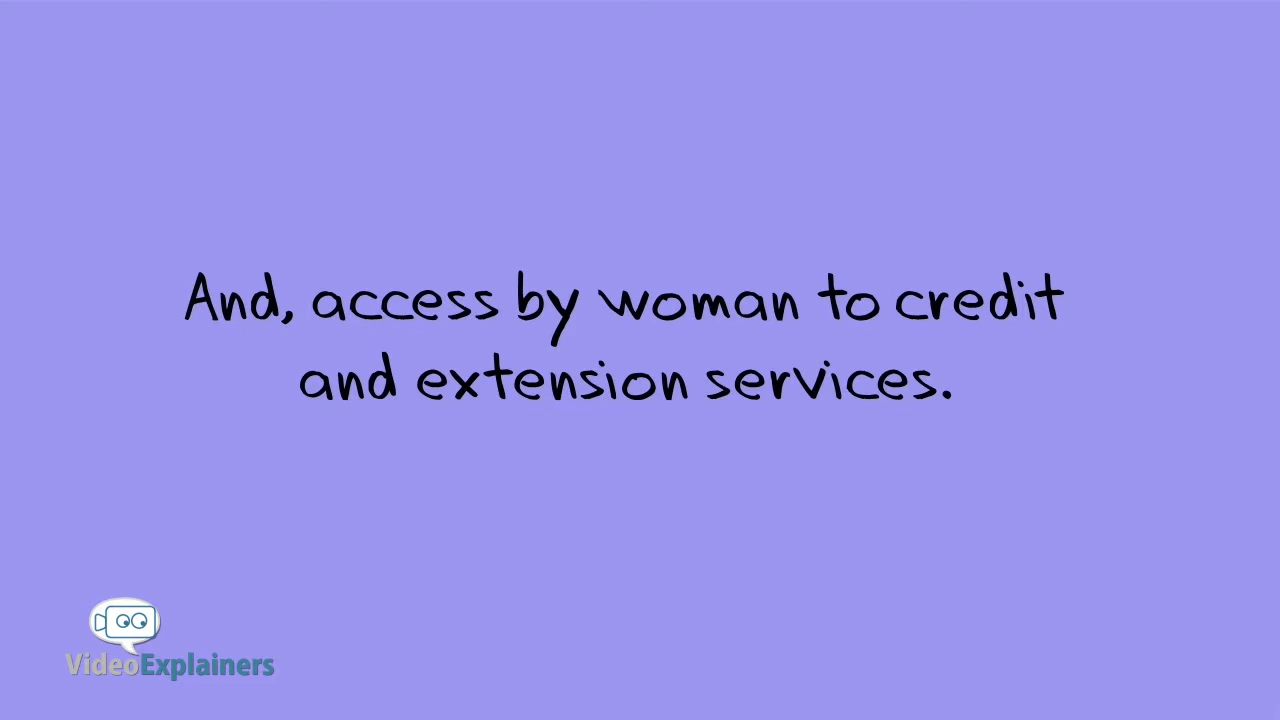 And, access by woman to credit
and extension services.
VideoExplainers